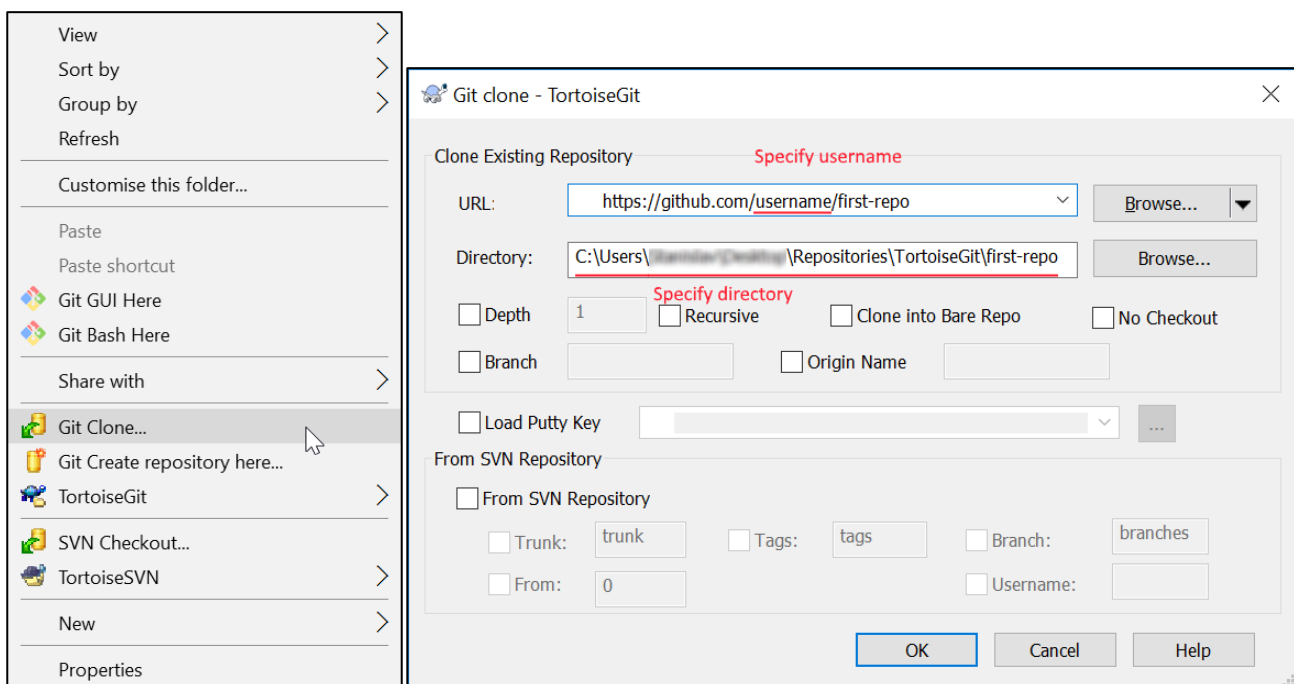 View
Sort by
Group by
Refresh
Customise this folder...
Paste
Paste shortcut
Git GUI Here
Git Bash Here
Share with
Git Clone...
Git Create repository here...
TortoiseGit
SVN Checkout...
TortoiseSVN
New
Properties
Git clone - TortoiseGit
Clone Existing Repository
Specify username
URL: https://github.com/username/first-repo Browse...
Directory: C:\Users\ \Repositories\TortoiseGit\first-repo Browse...
Specify directory
Depth 1 Recursive Clone into Bare Repo No Checkout
Branch Origin Name
Load Putty Key ...
From SVN Repository
From SVN Repository
Trunk: trunk Tags: tags Branch: branches
From: 0 Username:
OK Cancel Help